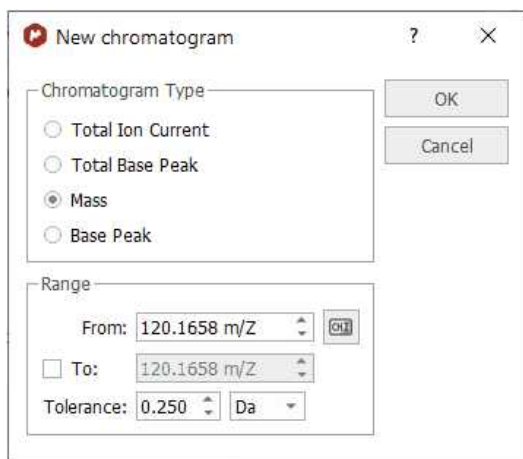 New chromatogram
?
Chromatogram Type
Total Ion Current
Total Base Peak
Mass
Base Peak
OK
Cancel
Range
From: 120.1658 m/Z
To: 120.1658 m/Z
Tolerance: 0.250 Da